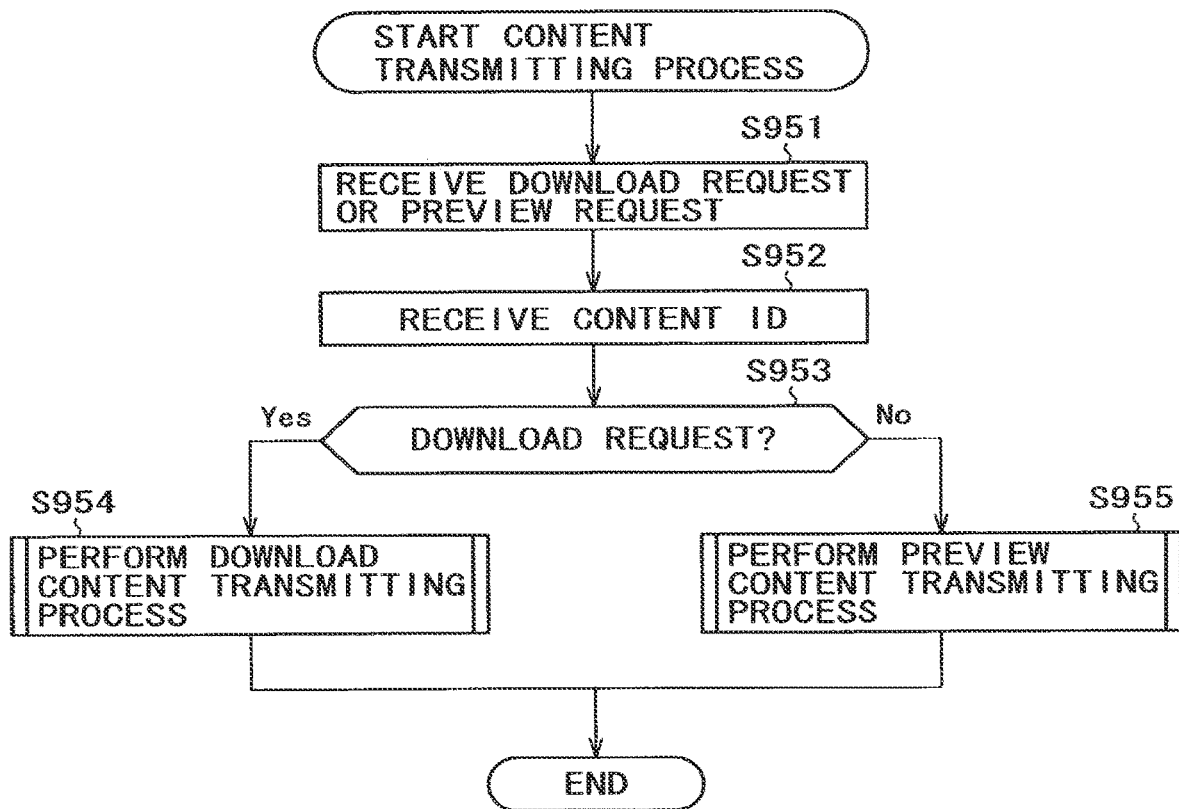 START CONTENT
TRANSMITTING PROCESS
S951
RECEIVE DOWNLOAD REQUEST
OR PREVIEW REQUEST
S952
RECEIVE CONTENT ID
S953
Yes
DOWNLOAD REQUEST?
No
S954
PERFORM DOWNLOAD
CONTENT TRANSMITTING
PROCESS
S955
PERFORM PREVIEW
CONTENT TRANSMITTING
PROCESS
END